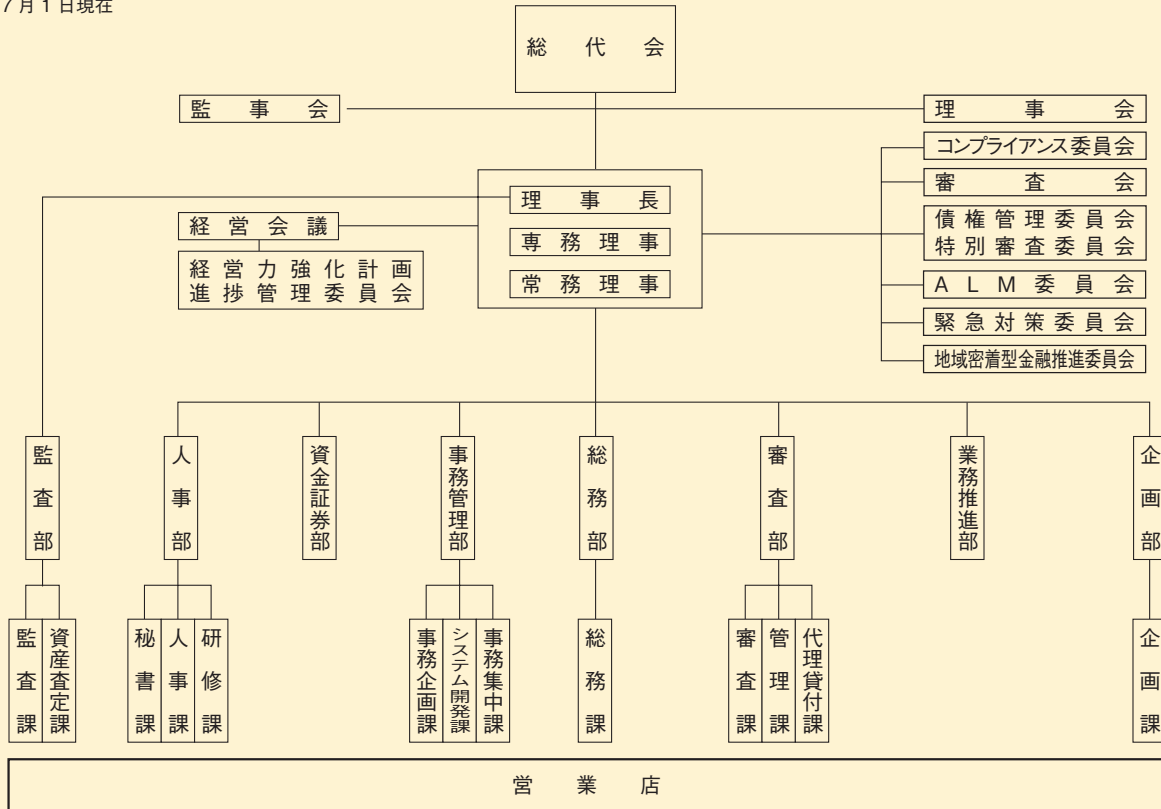 7月1日現在
総代会
監事会
理事会
コンプライアンス委員会
審査会
債権管理委員会
特別審査委員会
ALM委員会
緊急対策委員会
地域密着型金融推進委員会
理事長
専務理事
常務理事
経営会議
経営力強化計画
進捗管理委員会
監査部
人事部
資金証券部
事務管理部
総務部
審査部
業務推進部
企画部
監査課
資産査定課
秘書課
人事課
研修課
事務企画課
システム開発課
事務集中課
総務課
審査課
管理課
代理貸付課
企画課
営業店